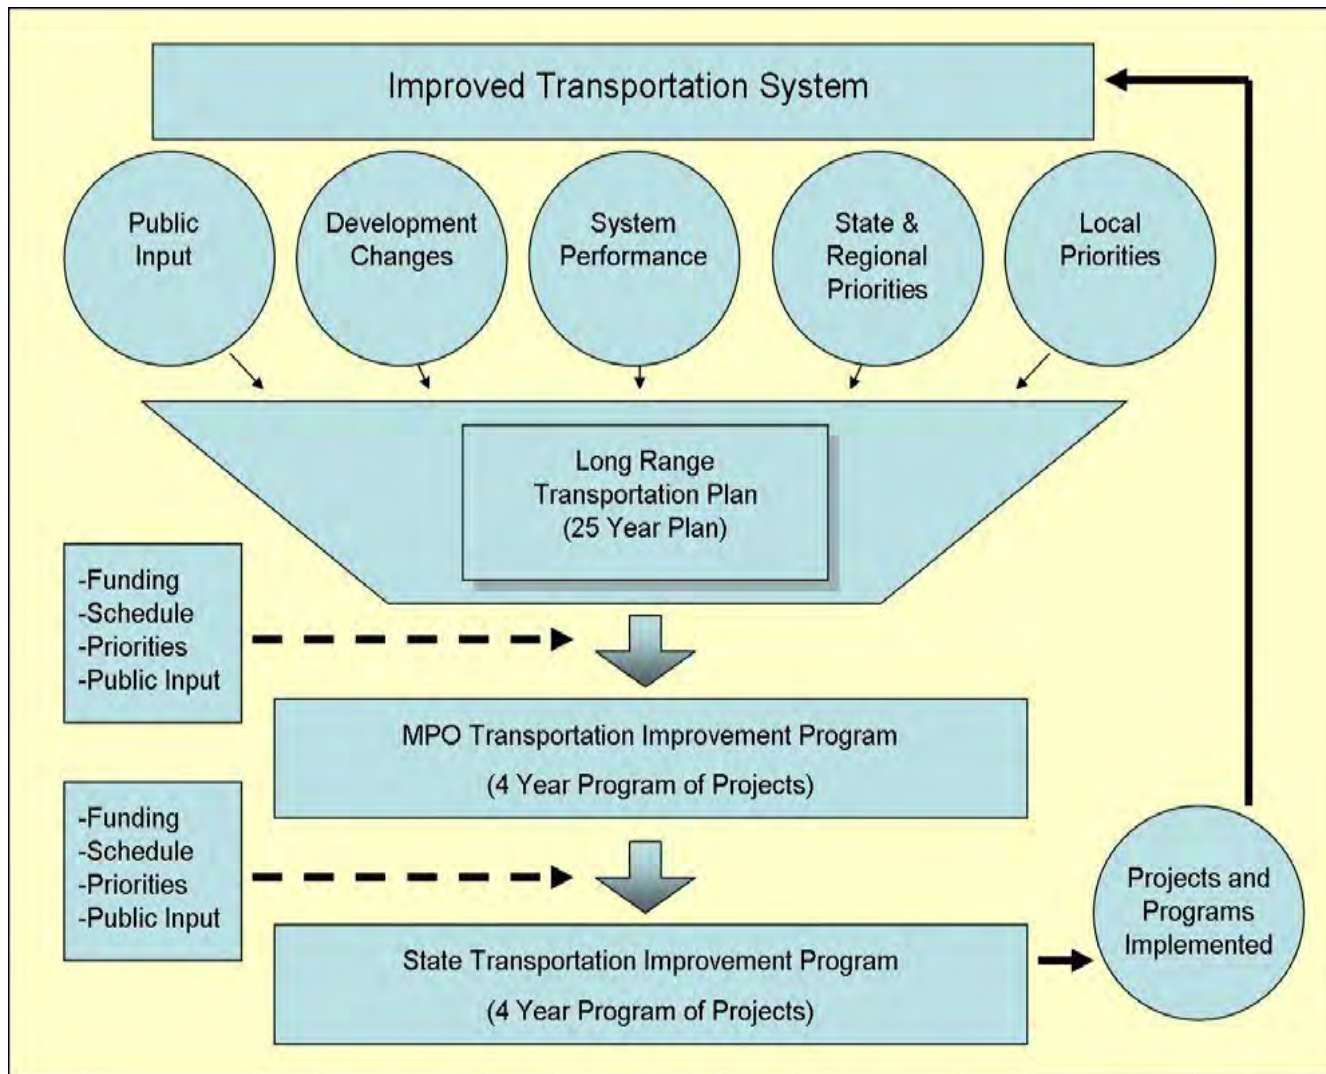 Improved Transportation System
Public
Input
Development
Changes
System
Performance
State &
Regional
Priorities
Local
Priorities
Long Range
Transportation Plan
(25 Year Plan)
-Funding
-Schedule
-Priorities
-Public Input
MPO Transportation Improvement Program
(4 Year Program of Projects)
-Funding
-Schedule
-Priorities
-Public Input
State Transportation Improvement Program
(4 Year Program of Projects)
Projects and
Programs
Implemented